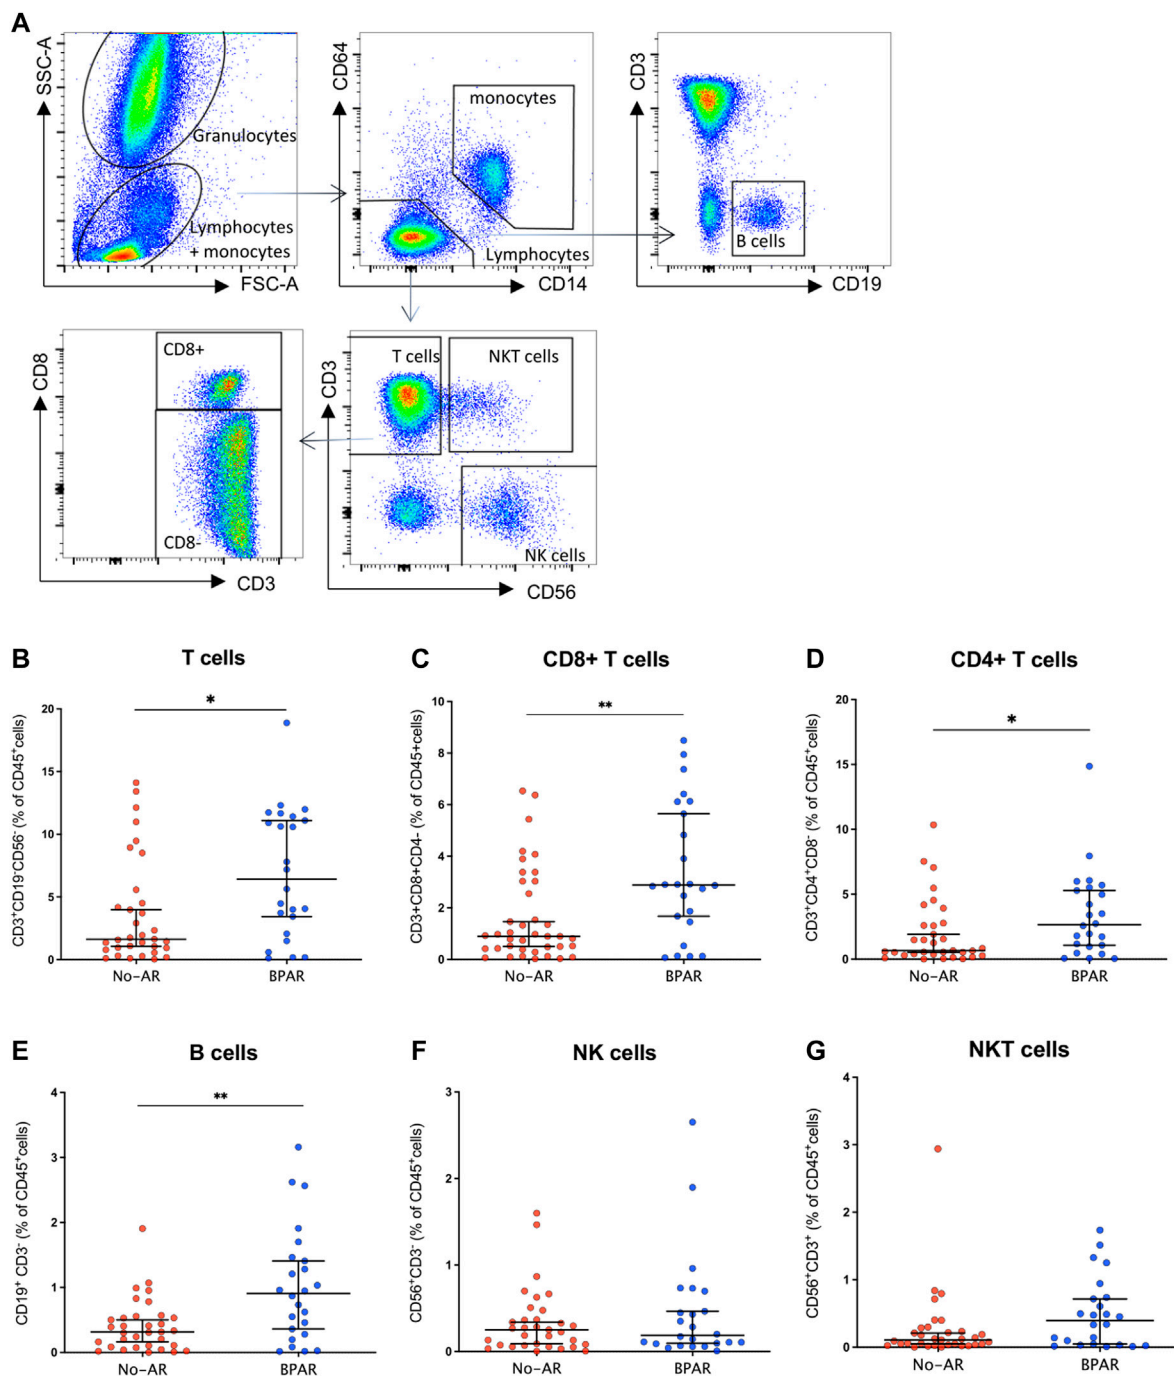 A
SSC-A
Granulocytes
Lymphocytes
+ monocytes
FSC-A
CD64
monocytes
Lymphocytes
CD14
CD3
B cells
CD19
CD8
CD8+
CD8-
CD3
CD3
T cells
NKT cells
NK cells
CD56
B
T cells
CD3⁺CD19⁻CD56⁻ (% of CD45⁺cells)
20
15
10
5
0
*
No-AR
BPAR
C
CD8+ T cells
CD3+CD8+CD4- (% of CD45+cells)
10
8
6
4
2
0
**
No-AR
BPAR
D
CD4+ T cells
CD3⁺CD4⁺CD8⁻ (% of CD45⁺cells)
20
15
10
5
0
*
No-AR
BPAR
E
B cells
CD19⁺ CD3⁻ (% of CD45⁺cells)
4
3
2
1
0
**
No-AR
BPAR
F
NK cells
CD56⁺CD3⁻ (% of CD45⁺cells)
3
2
1
0
No-AR
BPAR
G
NKT cells
CD56⁺CD3⁺ (% of CD45⁺cells)
4
3
2
1
0
No-AR
BPAR